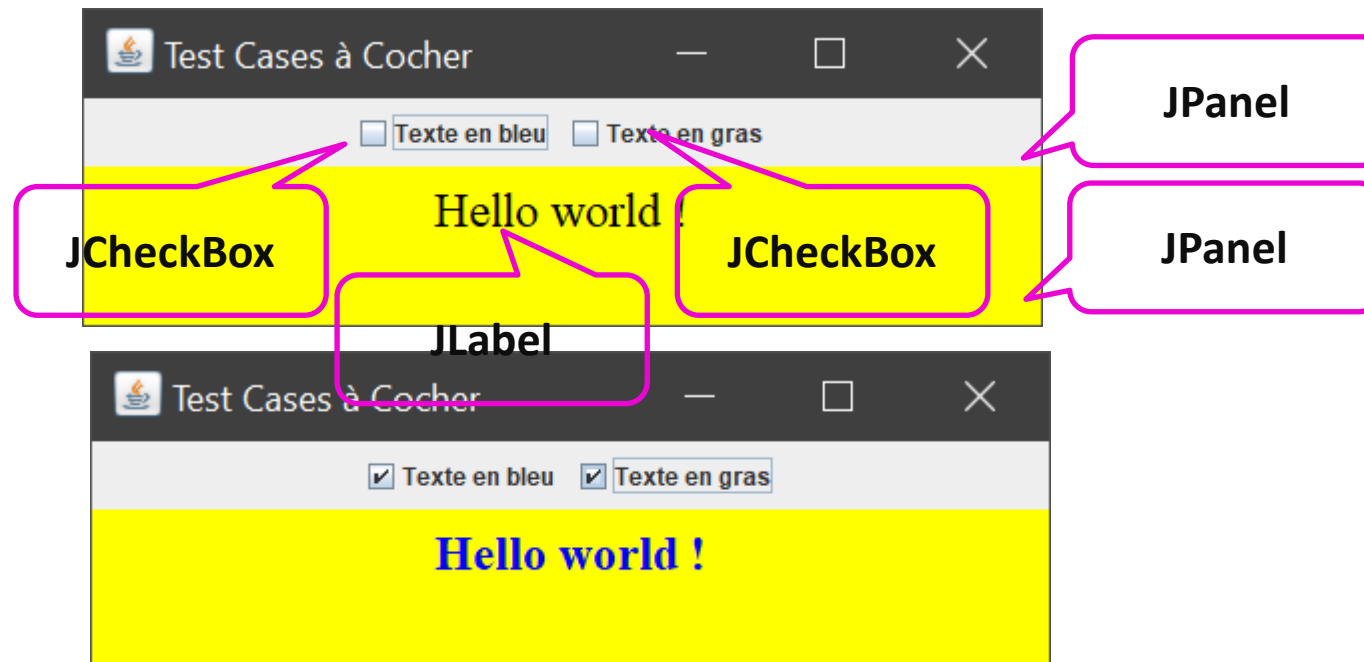 Test Cases à Cocher
JPanel
Texte en bleu Texte en gras
Hello world !
JCheckBox
JCheckBox
JPanel
JLabel
Test Cases à Cocher
Texte en bleu Texte en gras
Hello world !